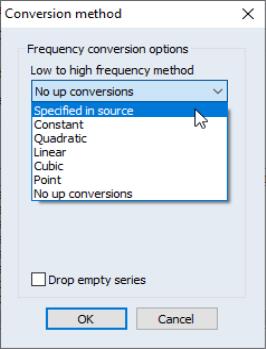 Conversion method
Frequency conversion options
Low to high frequency method
No up conversions
Specified in source
Constant
Quadratic
Linear
Cubic
Point
No up conversions
Drop empty series
OK
Cancel